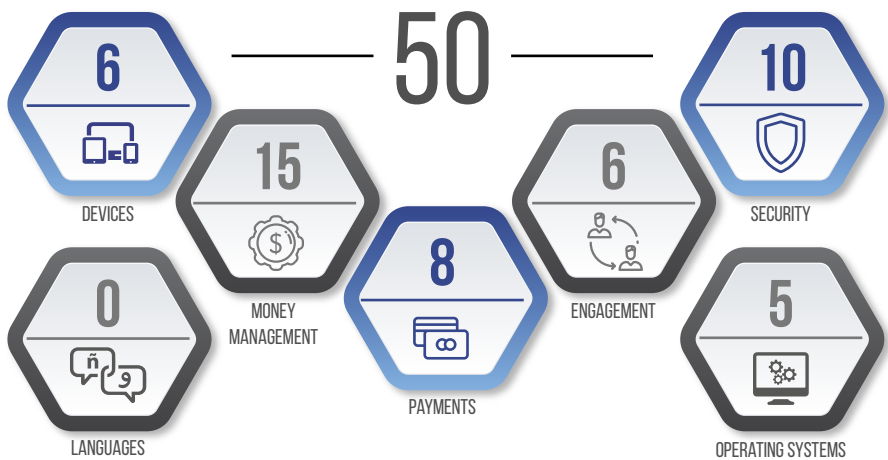 50
6
DEVICES
10
SECURITY
15
MONEY
MANAGEMENT
6
ENGAGEMENT
8
PAYMENTS
0
ñ
و
LANGUAGES
5
OPERATING SYSTEMS
$